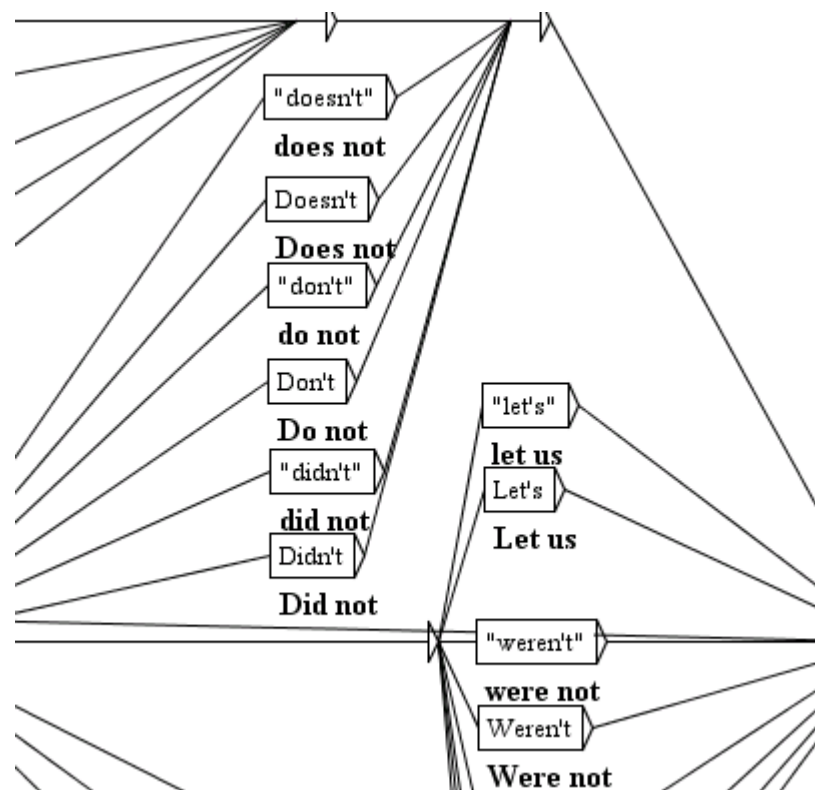 "doesn't"
does not
Doesn't
Does not
"don't"
do not
Don't
Do not
"didn't"
did not
Didn't
Did not
"let's"
let us
Let's
Let us
"weren't"
were not
Weren't
Were not